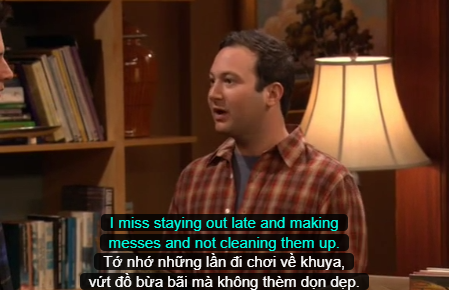 I miss staying out late and making
messes and not cleaning them up.
Tớ nhớ những lần đi chơi về khuya,
vứt đồ bừa bãi mà không thèm dọn dẹp.